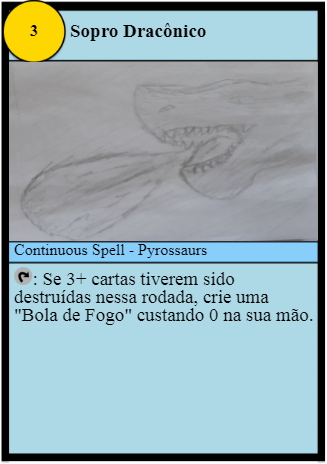 3
Sopro Dracônico
Continuous Spell - Pyrossaurs
: Se 3+ cartas tiverem sido
destruídas nessa rodada, crie uma
"Bola de Fogo" custando 0 na sua mão.